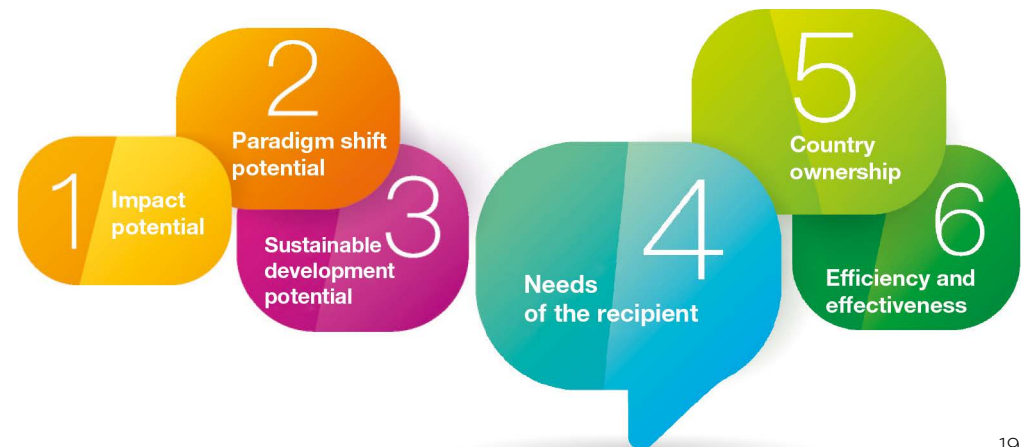 1
Impact
potential
2
Paradigm shift
potential
3
Sustainable
development
potential
4
Needs
of the recipient
5
Country
ownership
6
Efficiency and
effectiveness
19